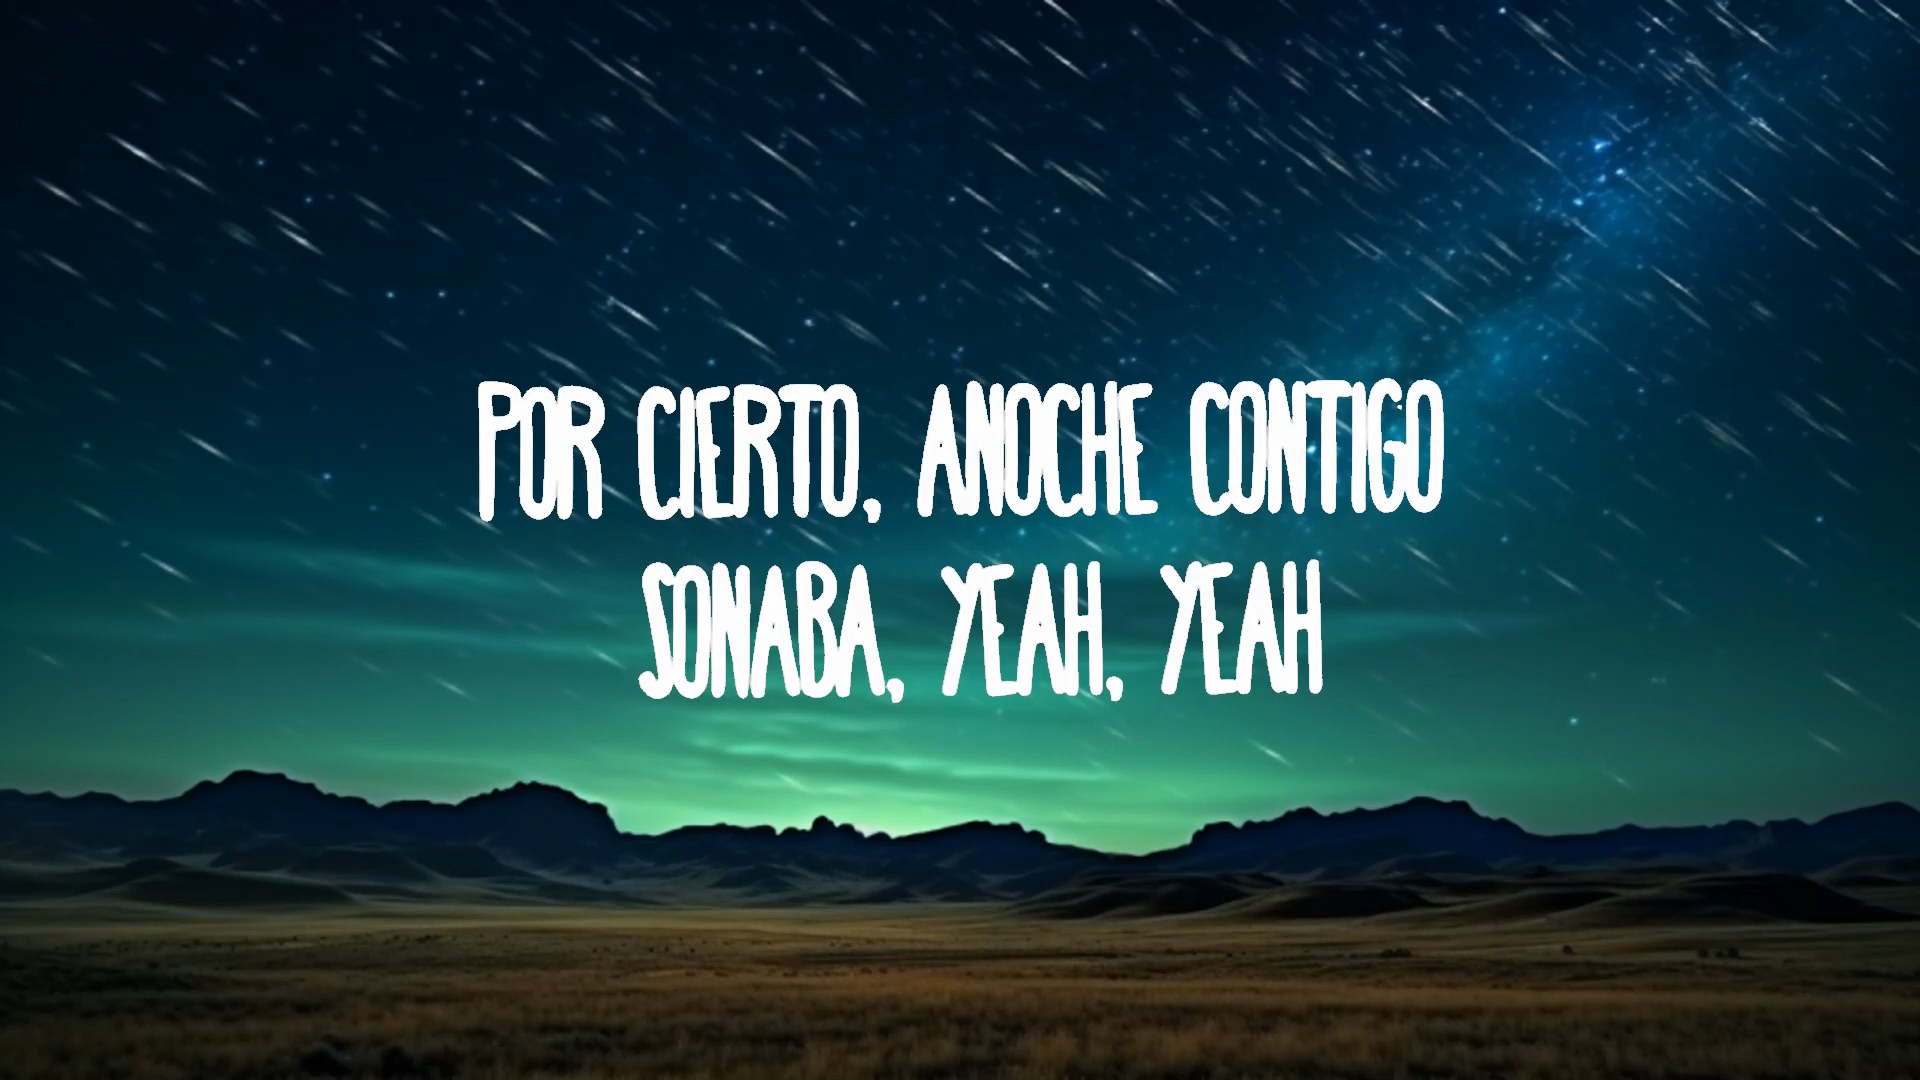 POR CIERTO, ANOCHE CONTIGO
SONABA, YEAH, YEAH